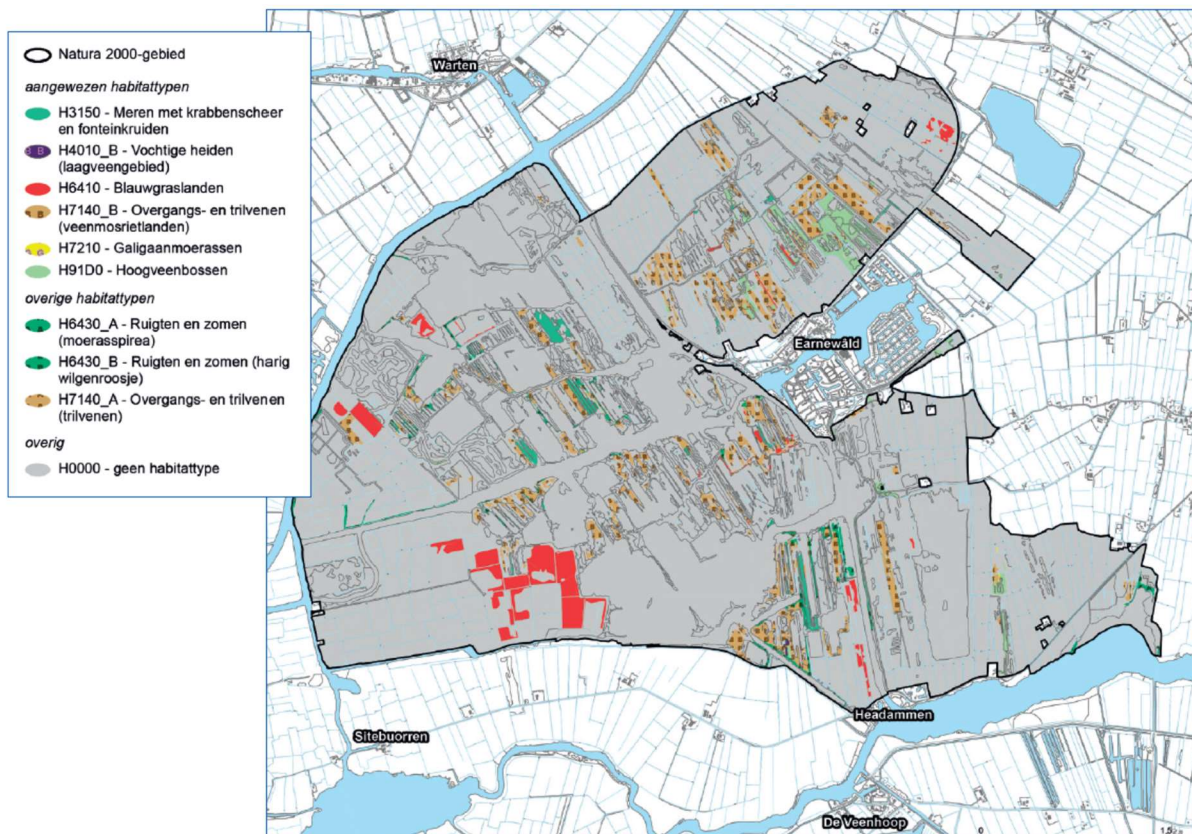 Natura 2000-gebied
aangewezen habitattypen
H3150 - Meren met krabbenscheer
en fonteinkruiden
H4010_B - Vochtige heiden
(laagveengebied)
H6410 - Blauwgraslanden
H7140_B - Overgangs- en trilvenen
(veenmosrietlanden)
H7210 - Galigaanmoerassen
H91D0 - Hoogveenbossen
overige habitattypen
H6430_A - Ruigten en zomen
(moerasspirea)
H6430_B - Ruigten en zomen (harig
wilgenroosje)
H7140_A - Overgangs- en trilvenen
(trilvenen)
overig
H0000 - geen habitattype
Warten
Earnewâld
Headammen
Sitebuorren
De Veenhoop
0